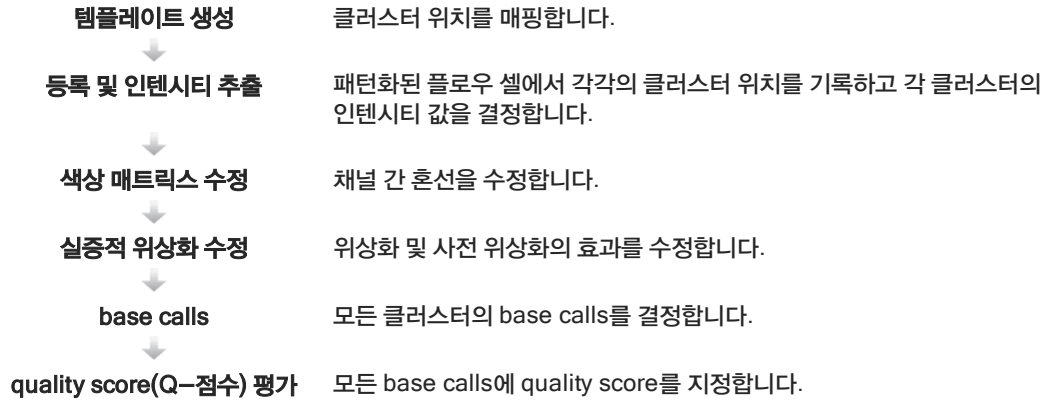 템플레이트 생성 클러스터 위치를 매핑합니다.
등록 및 인텐시티 추출 패턴화된 플로우 셀에서 각각의 클러스터 위치를 기록하고 각 클러스터의
인텐시티 값을 결정합니다.
색상 매트릭스 수정 채널 간 혼선을 수정합니다.
실증적 위상화 수정 위상화 및 사전 위상화의 효과를 수정합니다.
base calls 모든 클러스터의 base calls를 결정합니다.
quality score(Q–점수) 평가 모든 base calls에 quality score를 지정합니다.